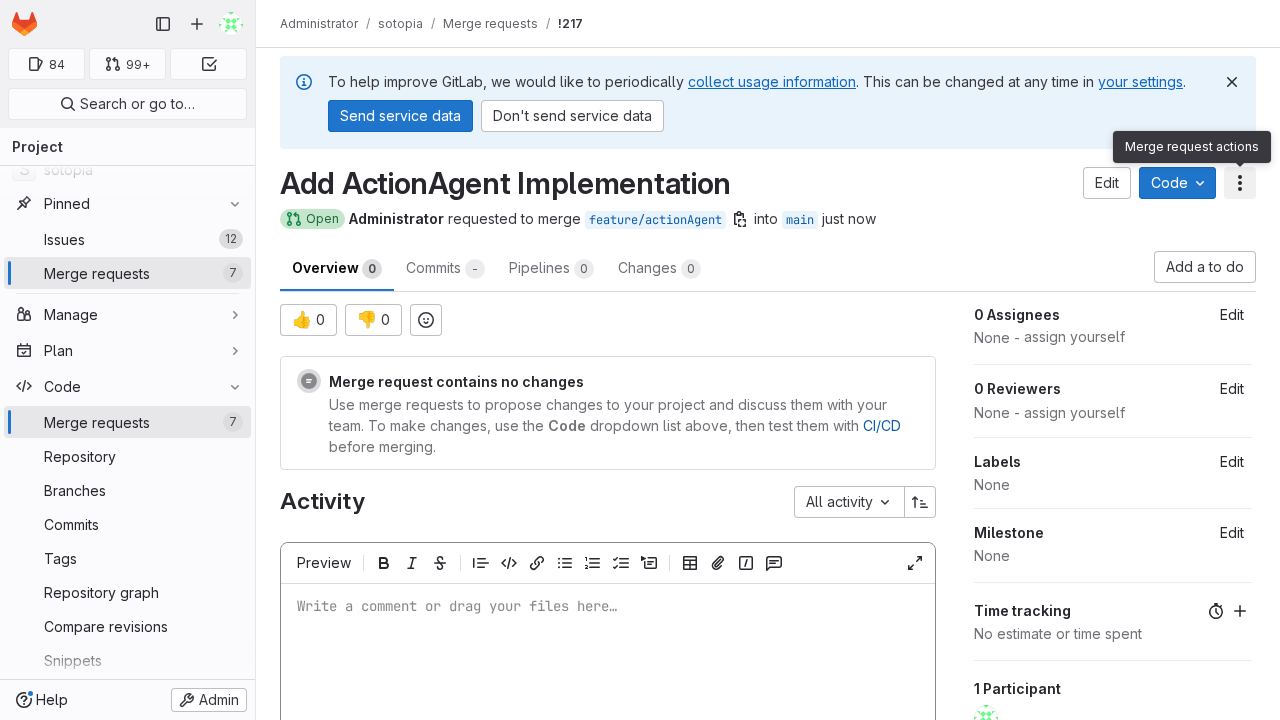 84
99+
Search or go to…
Project
S sotopia
Pinned
Issues 12
Merge requests 7
Manage
Plan
Code
Merge requests 7
Repository
Branches
Commits
Tags
Repository graph
Compare revisions
Snippets
Help
Admin
Administrator / sotopia / Merge requests / !217
To help improve GitLab, we would like to periodically collect usage information. This can be changed at any time in your settings.
Send service data
Don't send service data
Merge request actions
Add ActionAgent Implementation
Edit
Code
Open Administrator requested to merge feature/actionAgent into main just now
Overview 0
Commits -
Pipelines 0
Changes 0
Add a to do
👍 0
👎 0
Merge request contains no changes
Use merge requests to propose changes to your project and discuss them with your
team. To make changes, use the Code dropdown list above, then test them with CI/CD
before merging.
Activity
All activity
Preview
Write a comment or drag your files here…
0 Assignees
Edit
None - assign yourself
0 Reviewers
Edit
None - assign yourself
Labels
Edit
None
Milestone
Edit
None
Time tracking
No estimate or time spent
1 Participant